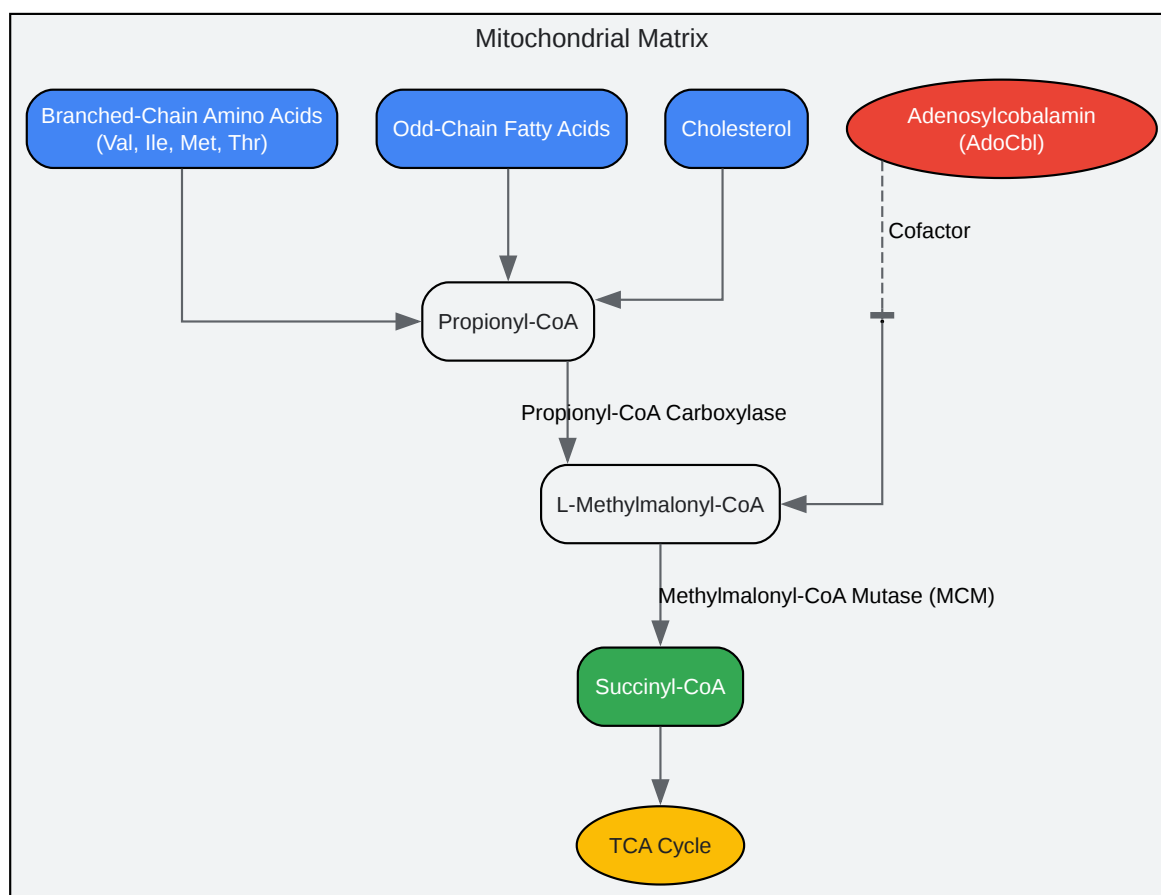 Mitochondrial Matrix
Branched-Chain Amino Acids
(Val, Ile, Met, Thr)
Odd-Chain Fatty Acids
Cholesterol
Adenosylcobalamin
(AdoCbl)
Cofactor
Propionyl-CoA
Propionyl-CoA Carboxylase
L-Methylmalonyl-CoA
Methylmalonyl-CoA Mutase (MCM)
Succinyl-CoA
TCA Cycle